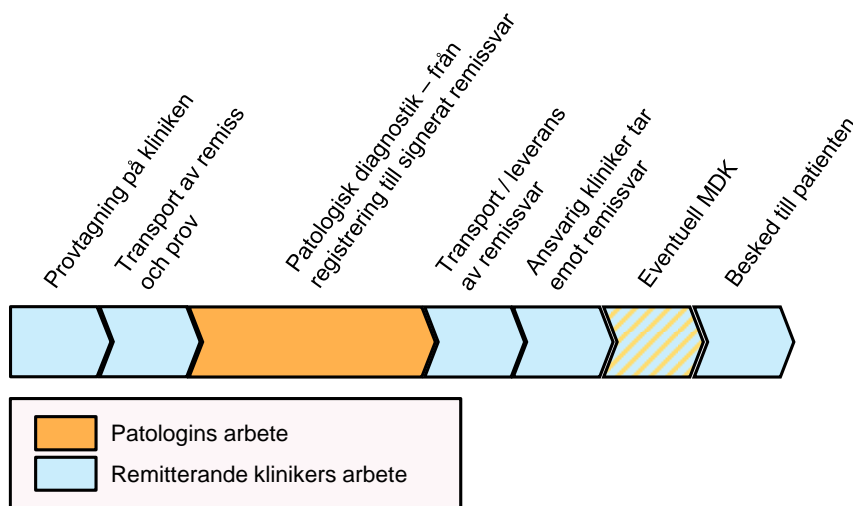 Provtagning på kliniken
Transport av remiss
och prov
Patologisk diagnostik – från
registrering till signerat remissvar
Transport / leverans
av remissvar
Ansvarig kliniker tar
emot remissvar
Eventuell MDK
Besked till patienten
Patologins arbete
Remitterande klinikers arbete